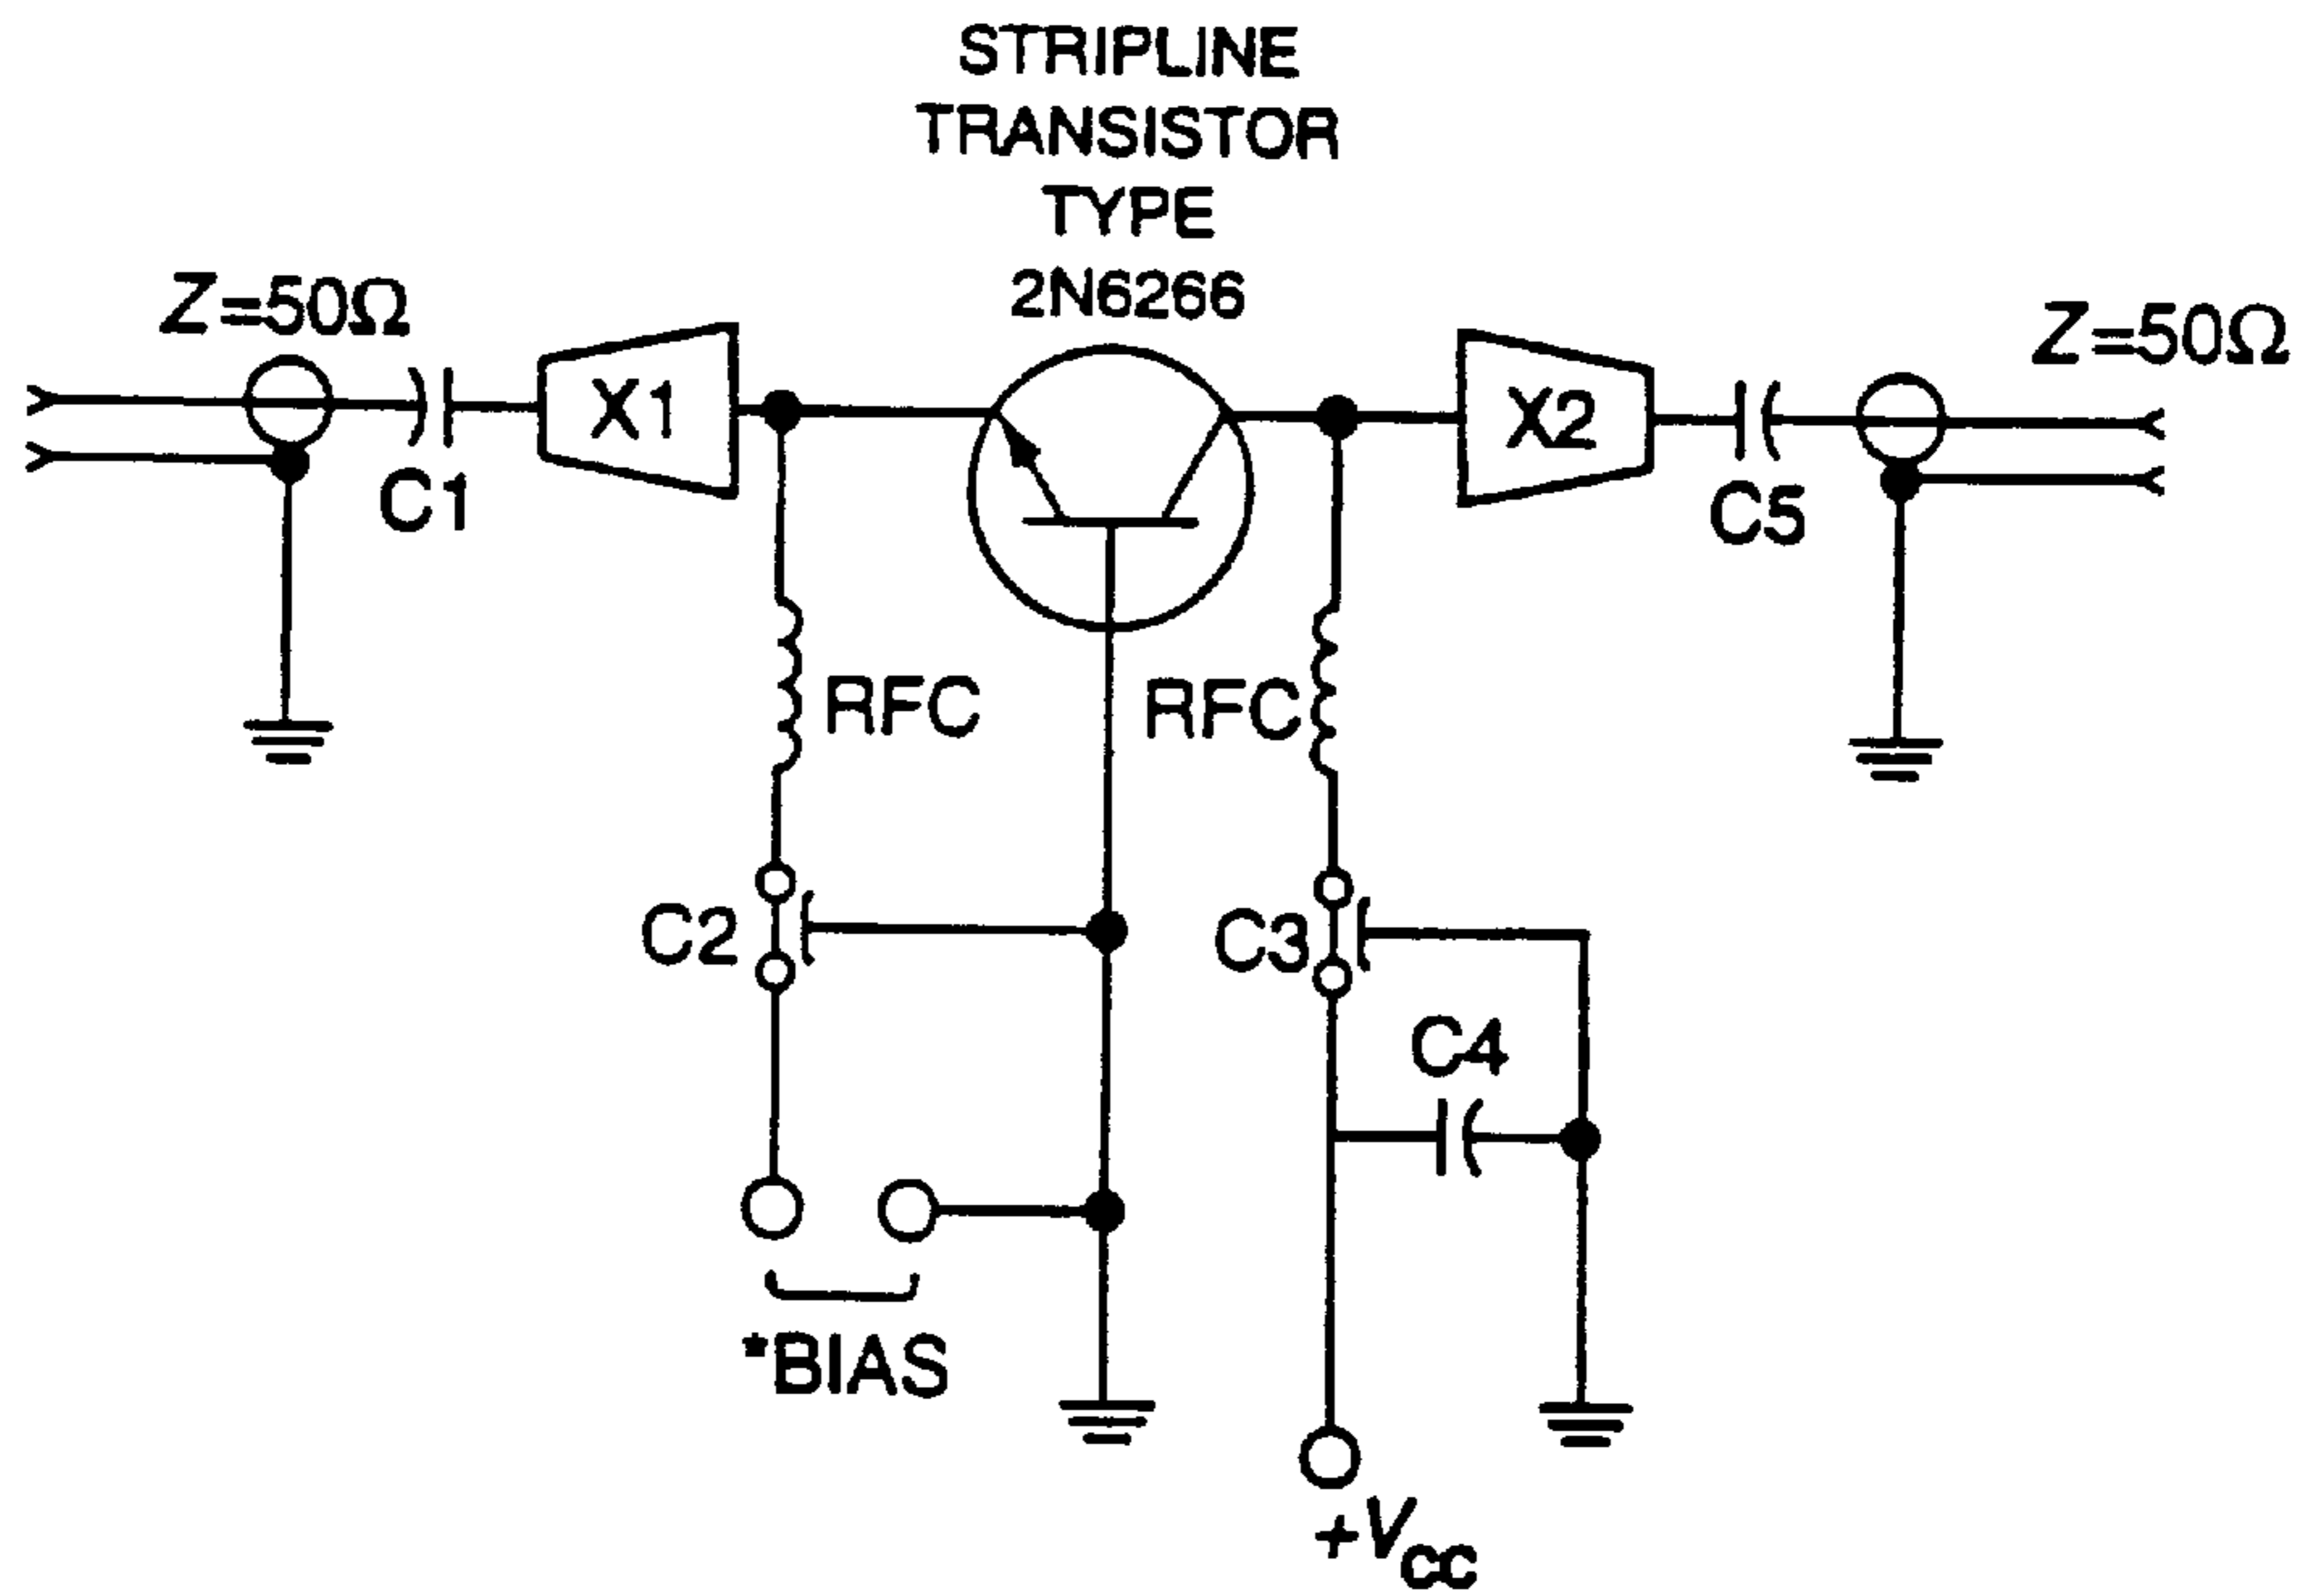 STRIPLINE
TRANSISTOR
TYPE
2N6266
Z=50Ω
Z=50Ω
X1
X2
C1
C5
RFC
RFC
C2
C3
C4
*BIAS
+VCC